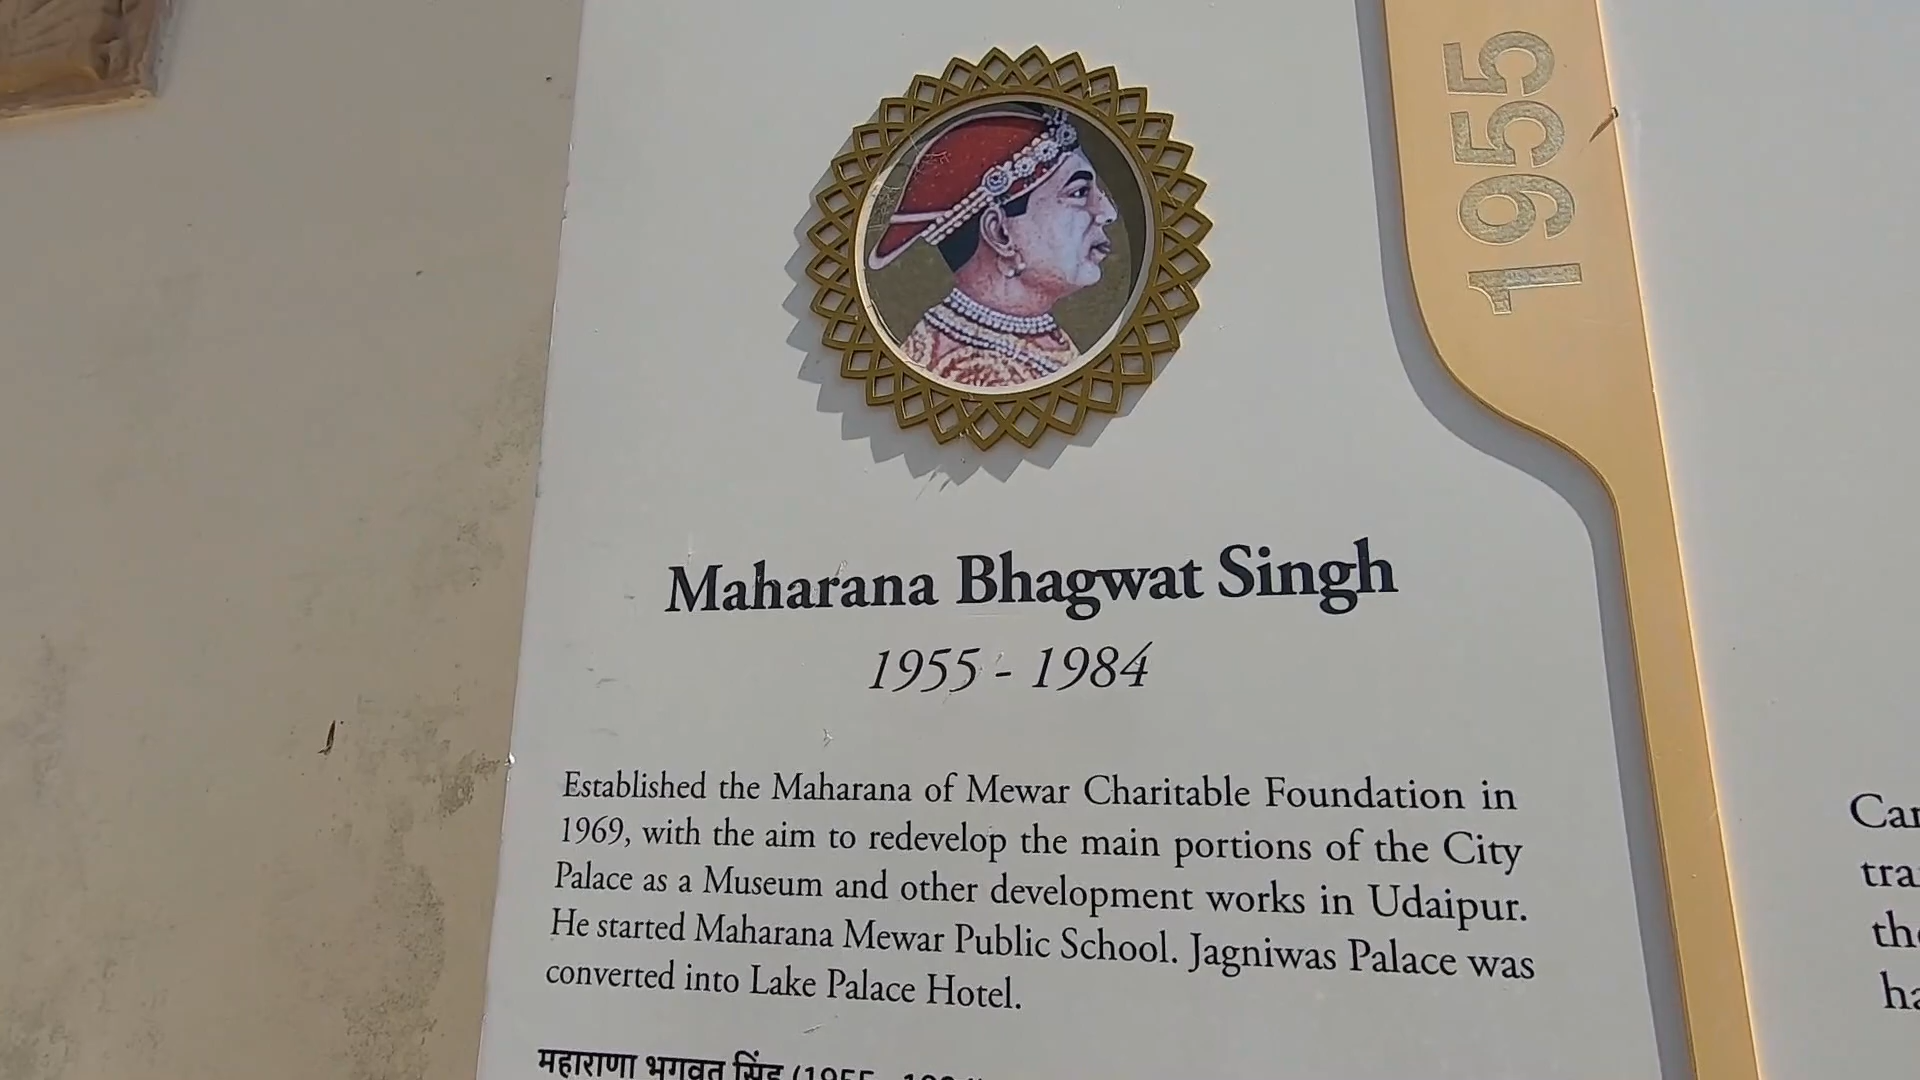 1955
Maharana Bhagwat Singh
1955 - 1984
Established the Maharana of Mewar Charitable Foundation in
1969, with the aim to redevelop the main portions of the City
Palace as a Museum and other development works in Udaipur.
He started Maharana Mewar Public School. Jagniwas Palace was
converted into Lake Palace Hotel.
महाराणा भगवत सिंह (1955 -